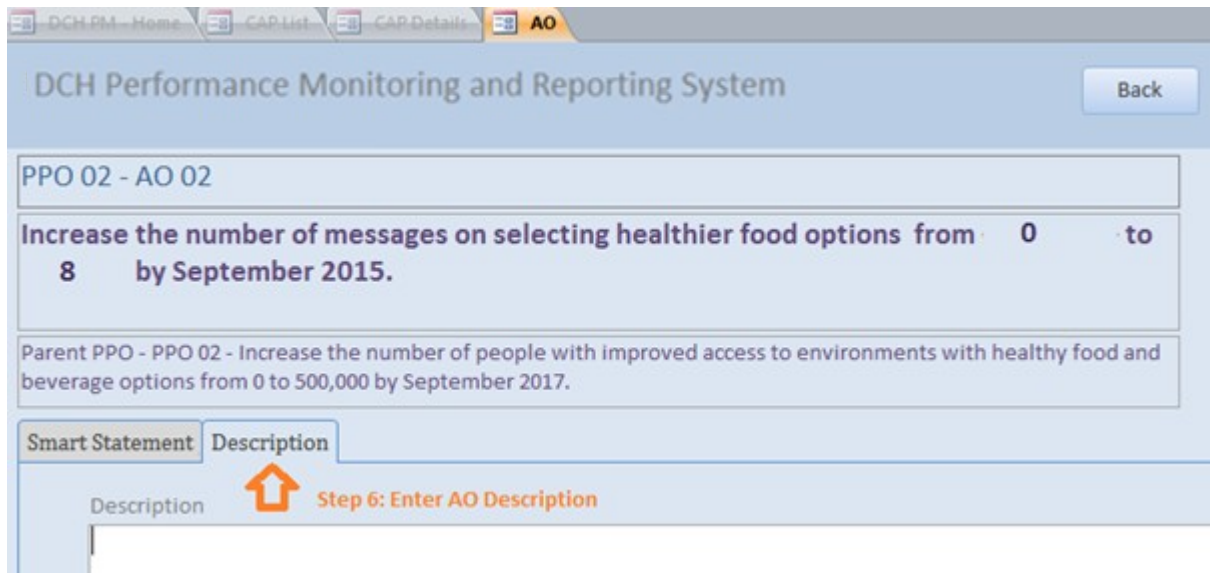 DCH PM - Home CAP List CAP Details AO
DCH Performance Monitoring and Reporting System
Back
PPO 02 - AO 02
Increase the number of messages on selecting healthier food options from 0 to
8 by September 2015.
Parent PPO - PPO 02 - Increase the number of people with improved access to environments with healthy food and
beverage options from 0 to 500,000 by September 2017.
Smart Statement Description
Step 6: Enter AO Description
Description